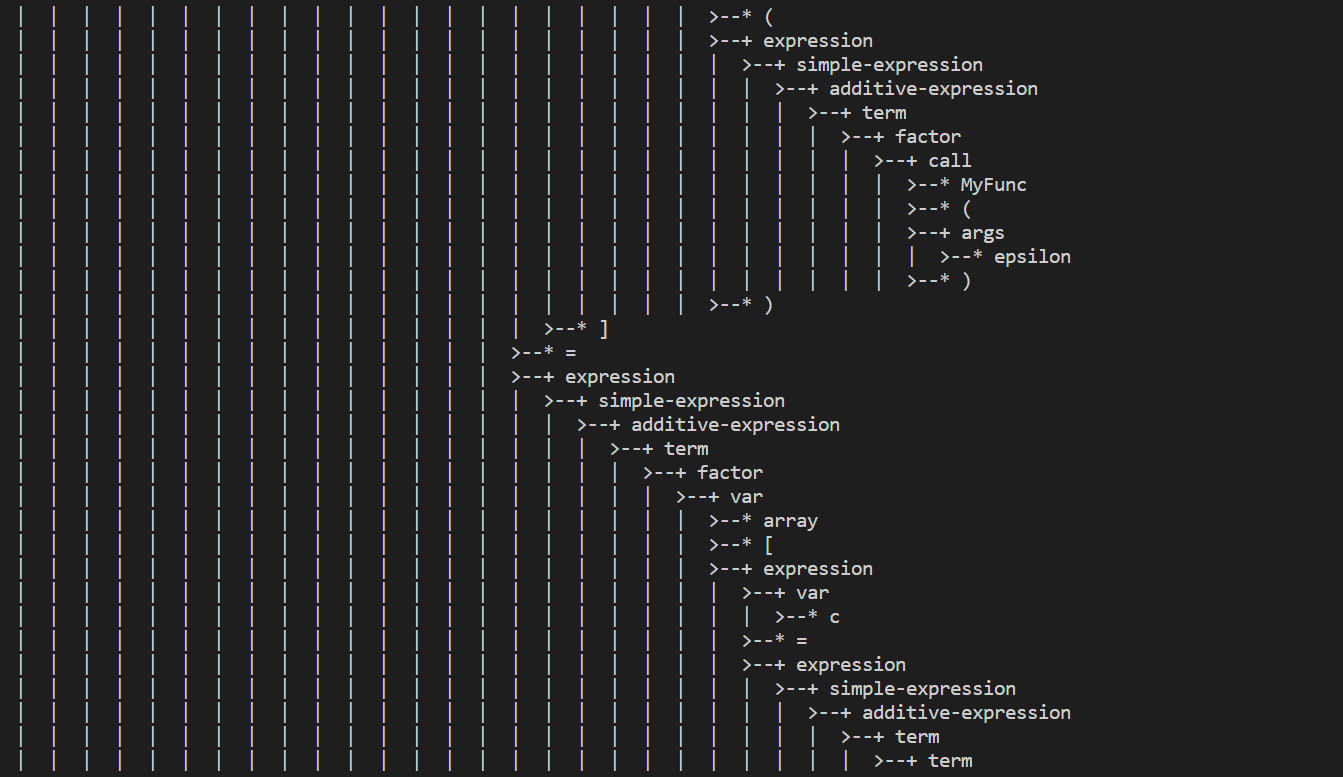 |  |  |  |  |  |  |  |  |  |  |  |  |  |  |  |  |  |  |  |  |  >--* (
|  |  |  |  |  |  |  |  |  |  |  |  |  |  |  |  |  |  |  |  |  >--+ expression
|  |  |  |  |  |  |  |  |  |  |  |  |  |  |  |  |  |  |  |  |  |  >--+ simple-expression
|  |  |  |  |  |  |  |  |  |  |  |  |  |  |  |  |  |  |  |  |  |  |  >--+ additive-expression
|  |  |  |  |  |  |  |  |  |  |  |  |  |  |  |  |  |  |  |  |  |  |  |  >--+ term
|  |  |  |  |  |  |  |  |  |  |  |  |  |  |  |  |  |  |  |  |  |  |  |  |  >--+ factor
|  |  |  |  |  |  |  |  |  |  |  |  |  |  |  |  |  |  |  |  |  |  |  |  |  |  >--+ call
|  |  |  |  |  |  |  |  |  |  |  |  |  |  |  |  |  |  |  |  |  |  |  |  |  |  |  >--* MyFunc
|  |  |  |  |  |  |  |  |  |  |  |  |  |  |  |  |  |  |  |  |  |  |  |  |  |  |  >--* (
|  |  |  |  |  |  |  |  |  |  |  |  |  |  |  |  |  |  |  |  |  |  |  |  |  |  |  >--+ args
|  |  |  |  |  |  |  |  |  |  |  |  |  |  |  |  |  |  |  |  |  |  |  |  |  |  |  |  >--* epsilon
|  |  |  |  |  |  |  |  |  |  |  |  |  |  |  |  |  |  |  |  |  |  |  |  |  |  |  >--* )
|  |  |  |  |  |  |  |  |  |  |  |  |  |  |  |  |  |  |  |  |  >--* )
|  |  |  |  |  |  |  |  |  |  |  |  |  |  |  |  >--* ]
|  |  |  |  |  |  |  |  |  |  |  |  |  |  |  >--* =
|  |  |  |  |  |  |  |  |  |  |  |  |  |  |  >--+ expression
|  |  |  |  |  |  |  |  |  |  |  |  |  |  |  |  >--+ simple-expression
|  |  |  |  |  |  |  |  |  |  |  |  |  |  |  |  |  >--+ additive-expression
|  |  |  |  |  |  |  |  |  |  |  |  |  |  |  |  |  |  >--+ term
|  |  |  |  |  |  |  |  |  |  |  |  |  |  |  |  |  |  |  >--+ factor
|  |  |  |  |  |  |  |  |  |  |  |  |  |  |  |  |  |  |  |  >--+ var
|  |  |  |  |  |  |  |  |  |  |  |  |  |  |  |  |  |  |  |  |  >--* array
|  |  |  |  |  |  |  |  |  |  |  |  |  |  |  |  |  |  |  |  |  >--* [
|  |  |  |  |  |  |  |  |  |  |  |  |  |  |  |  |  |  |  |  |  >--+ expression
|  |  |  |  |  |  |  |  |  |  |  |  |  |  |  |  |  |  |  |  |  |  >--+ var
|  |  |  |  |  |  |  |  |  |  |  |  |  |  |  |  |  |  |  |  |  |  |  >--* c
|  |  |  |  |  |  |  |  |  |  |  |  |  |  |  |  |  |  |  |  |  |  >--* =
|  |  |  |  |  |  |  |  |  |  |  |  |  |  |  |  |  |  |  |  |  |  >--+ expression
|  |  |  |  |  |  |  |  |  |  |  |  |  |  |  |  |  |  |  |  |  |  |  >--+ simple-expression
|  |  |  |  |  |  |  |  |  |  |  |  |  |  |  |  |  |  |  |  |  |  |  |  >--+ additive-expression
|  |  |  |  |  |  |  |  |  |  |  |  |  |  |  |  |  |  |  |  |  |  |  |  |  >--+ term
|  |  |  |  |  |  |  |  |  |  |  |  |  |  |  |  |  |  |  |  |  |  |  |  |  |  >--+ term